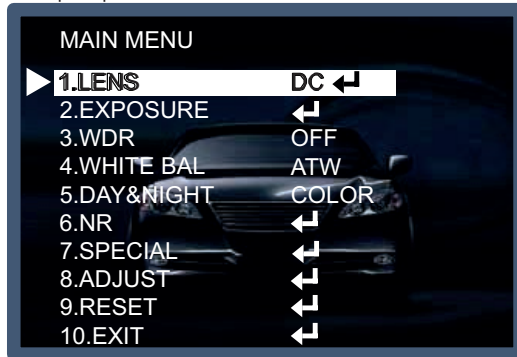 MAIN MENU
1.LENS DC ↵
2.EXPOSURE ↵
3.WDR OFF
4.WHITE BAL ATW
5.DAY&NIGHT COLOR
6.NR ↵
7.SPECIAL ↵
8.ADJUST ↵
9.RESET ↵
10.EXIT ↵